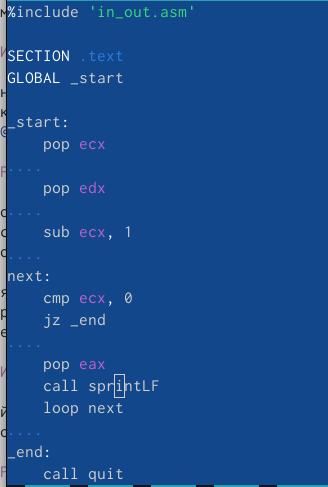 %include 'in_out.asm'
SECTION .text
GLOBAL _start
_start:
pop ecx
....
pop edx
....
sub ecx, 1
....
next:
cmp ecx, 0
jz _end
....
pop eax
call sprintLF
loop next
....
_end:
call quit